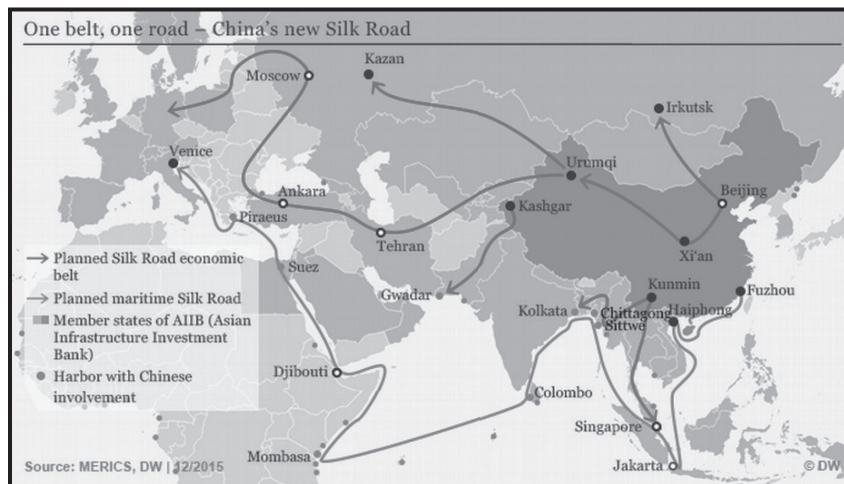 One belt, one road – China's new Silk Road
Kazan
Moscow
Irkutsk
Venice
Urumqi
Ankara
Beijing
Piraeus
Kashgar
Tehran
Xi'an
Planned Silk Road economic
belt
Suez
Kunmin
Gwadar
Fuzhou
Planned maritime Silk Road
Kolkata
Chittagong
Haiphong
Member states of AIIB (Asian
Infrastructure Investment
Bank)
Sittwe
Harbor with Chinese
involvement
Djibouti
Colombo
Singapore
Mombasa
Jakarta
Source: MERICS, DW | 12/2015
© DW